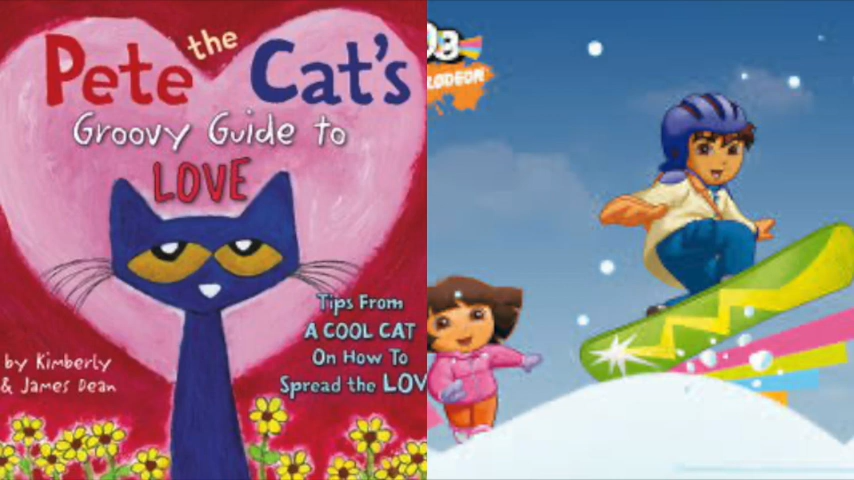 Pete the Cat's
Groovy Guide to
LOVE
Tips From
A COOL CAT
On How To
Spread the LOV
by Kimberly
& James Dean